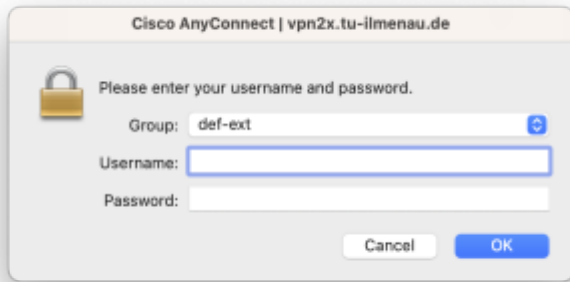 Cisco AnyConnect | vpn2x.tu-ilmenau.de
Please enter your username and password.
Group: def-ext
Username:
Password:
Cancel OK